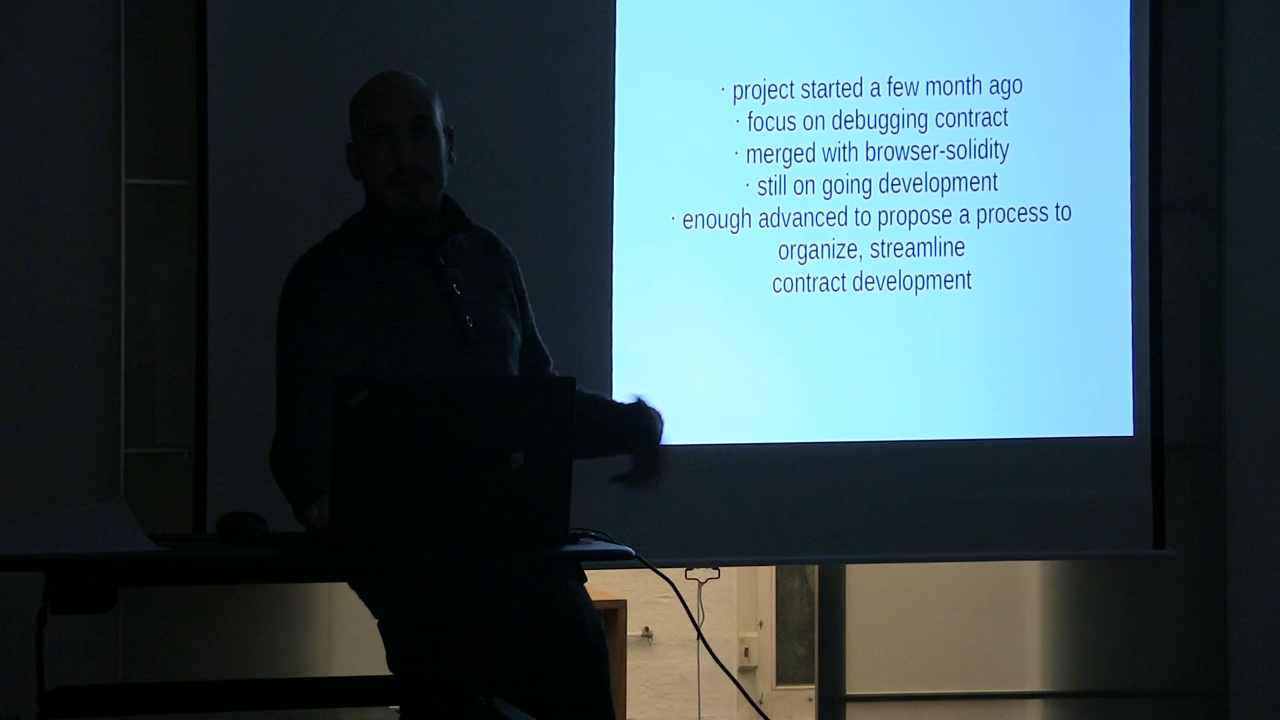 · project started a few month ago
· focus on debugging contract
· merged with browser-solidity
· still on going development
· enough advanced to propose a process to
organize, streamline
contract development